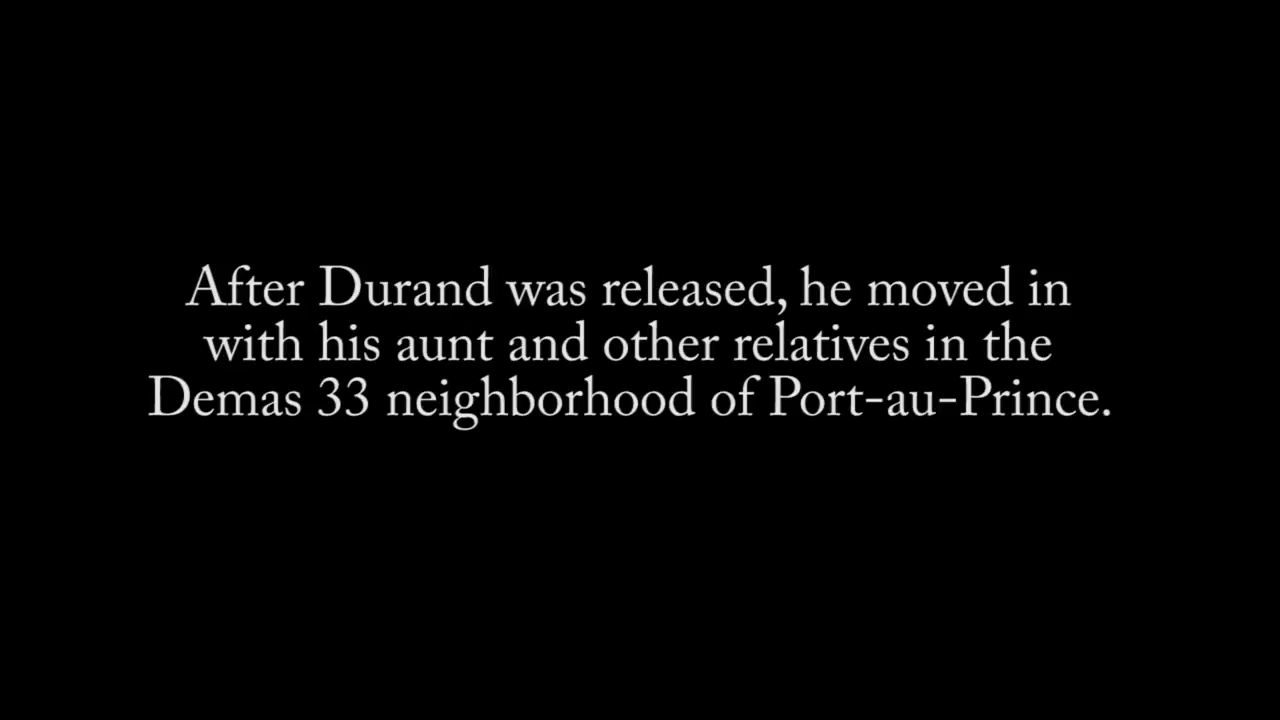 After Durand was released, he moved in
with his aunt and other relatives in the
Demas 33 neighborhood of Port-au-Prince.